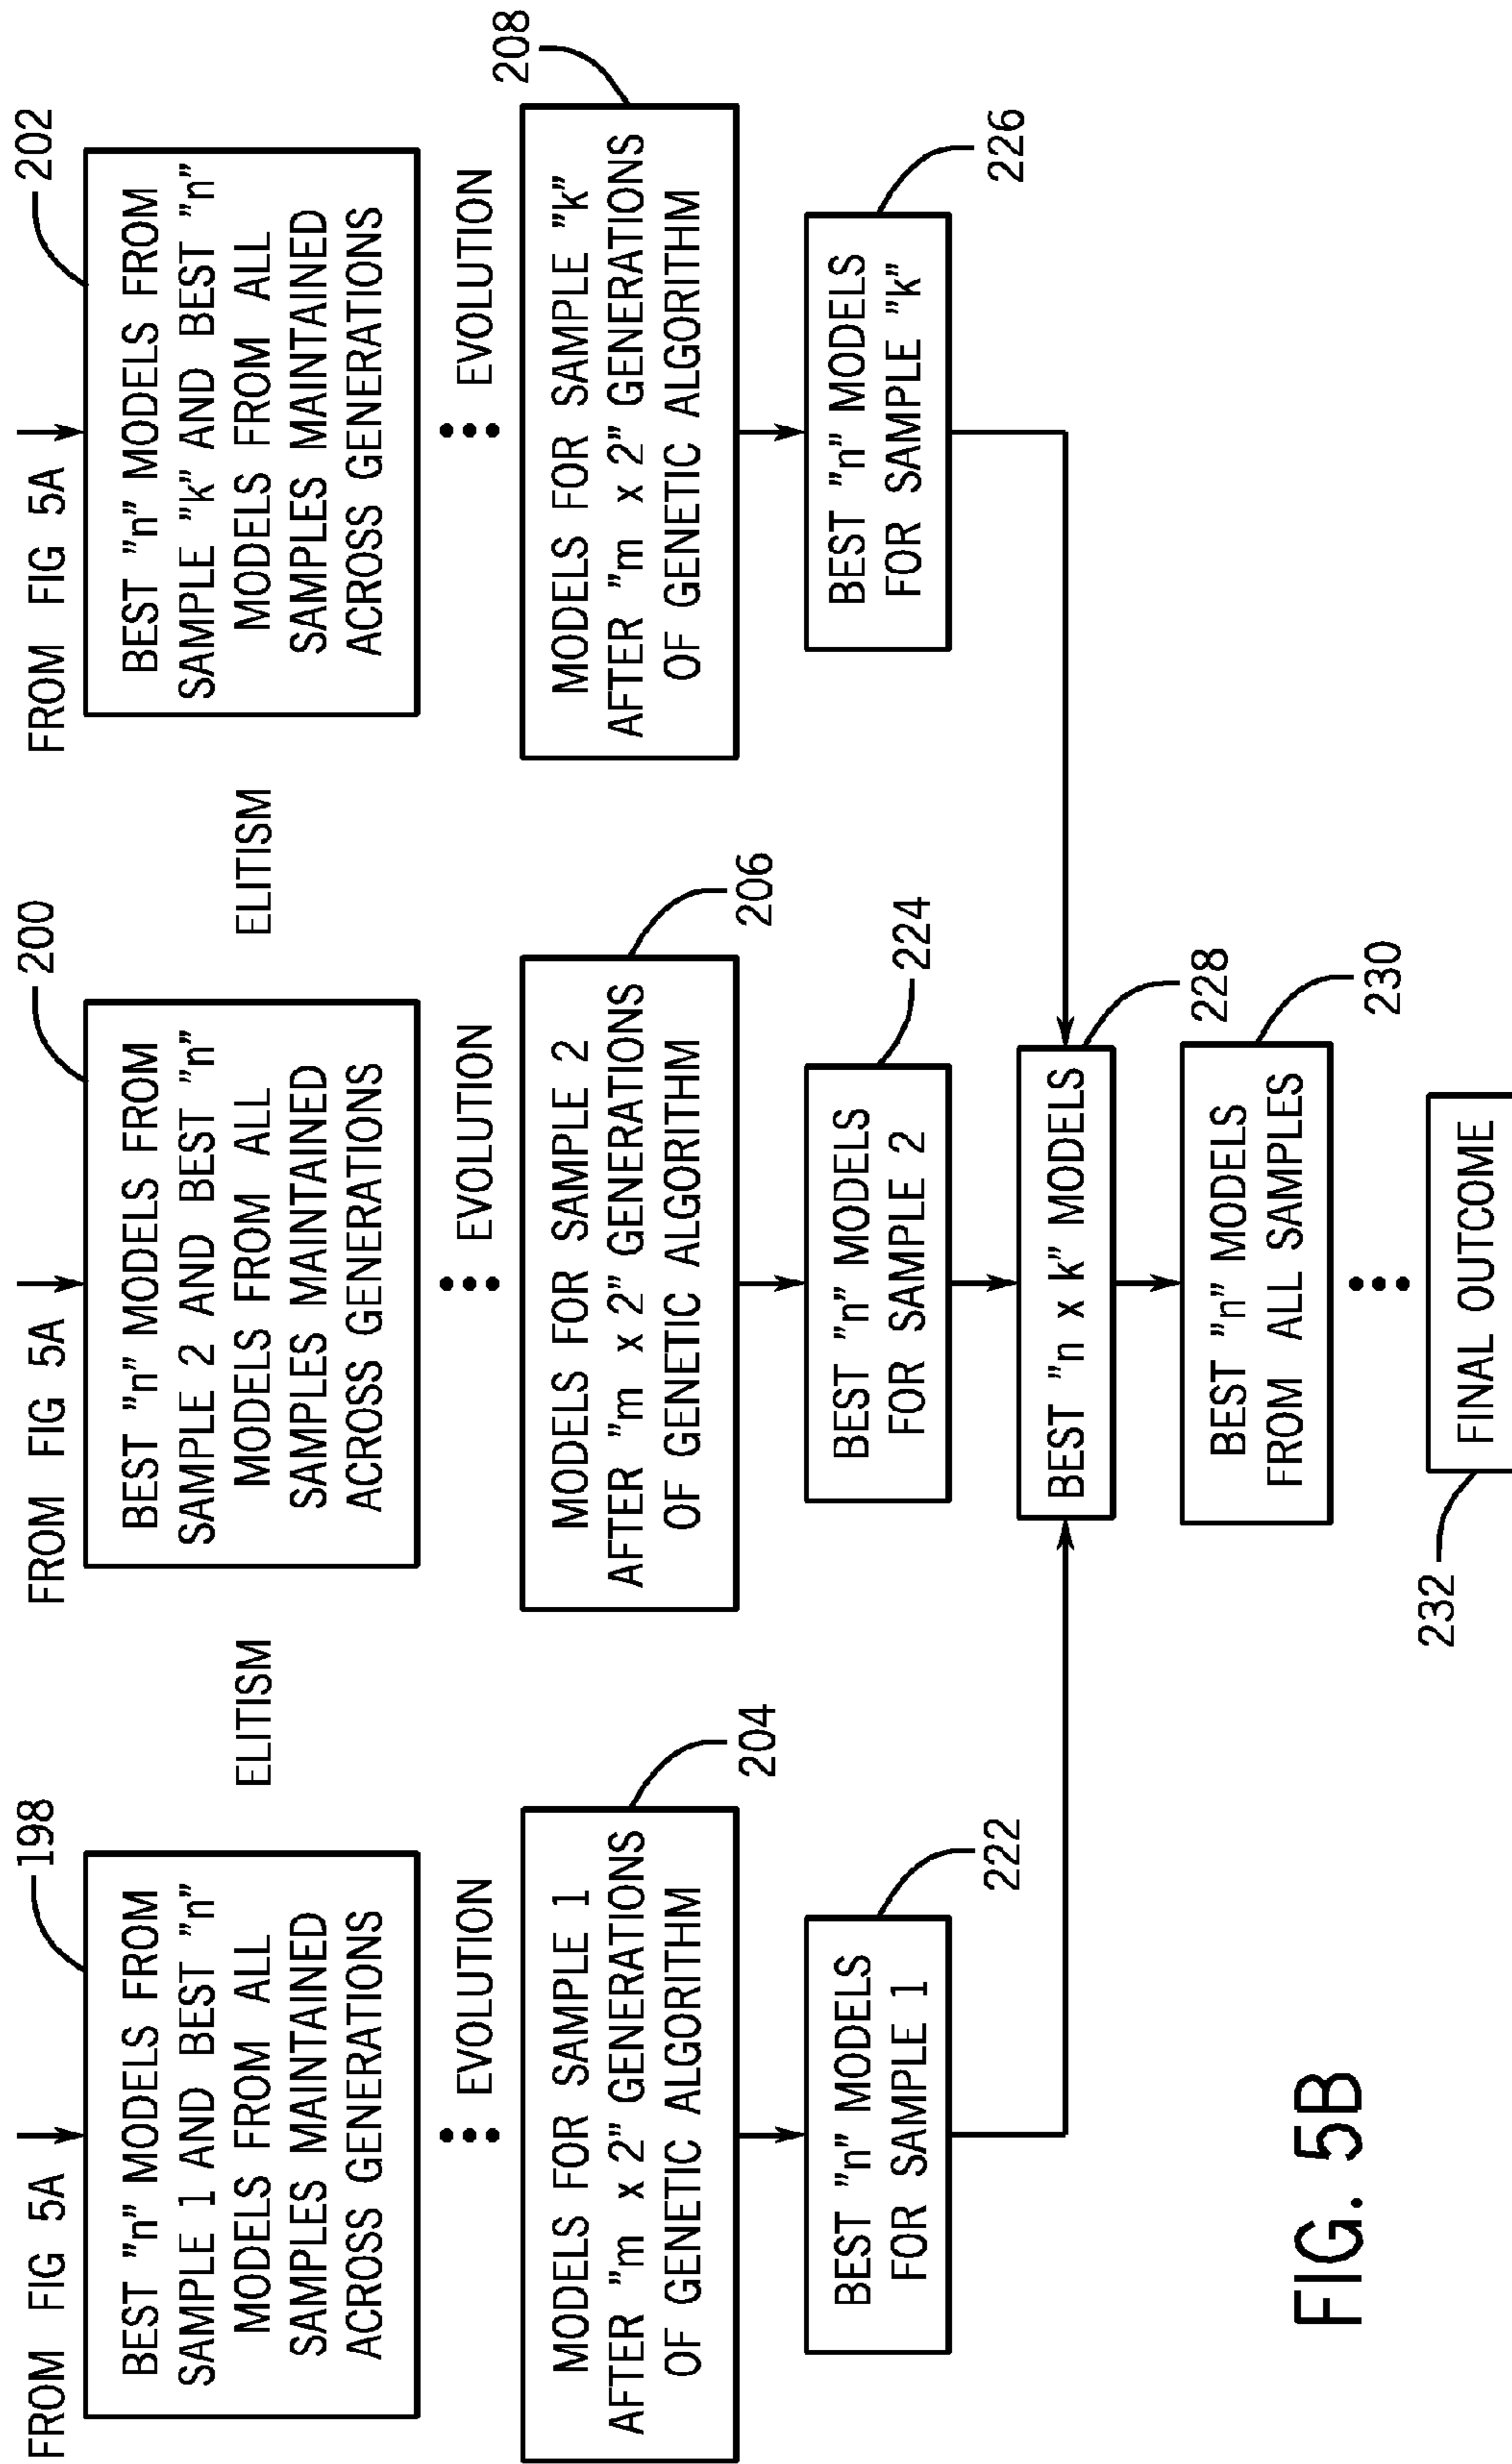 FROM FIG 5A
198
BEST "n" MODELS FROM
SAMPLE 1 AND BEST "n"
MODELS FROM ALL
SAMPLES MAINTAINED
ACROSS GENERATIONS
ELITISM
FROM FIG 5A
200
BEST "n" MODELS FROM
SAMPLE 2 AND BEST "n"
MODELS FROM ALL
SAMPLES MAINTAINED
ACROSS GENERATIONS
ELITISM
FROM FIG 5A
202
BEST "n" MODELS FROM
SAMPLE "k" AND BEST "n"
MODELS FROM ALL
SAMPLES MAINTAINED
ACROSS GENERATIONS
EVOLUTION
EVOLUTION
EVOLUTION
MODELS FOR SAMPLE 1
AFTER "m x 2" GENERATIONS
OF GENETIC ALGORITHM
204
MODELS FOR SAMPLE 2
AFTER "m x 2" GENERATIONS
OF GENETIC ALGORITHM
206
MODELS FOR SAMPLE "k"
AFTER "m x 2" GENERATIONS
OF GENETIC ALGORITHM
208
BEST "n" MODELS
FOR SAMPLE 1
222
BEST "n" MODELS
FOR SAMPLE 2
224
BEST "n" MODELS
FOR SAMPLE "k"
226
BEST "n x k" MODELS
228
BEST "n" MODELS
FROM ALL SAMPLES
230
232
FINAL OUTCOME
FIG. 5B